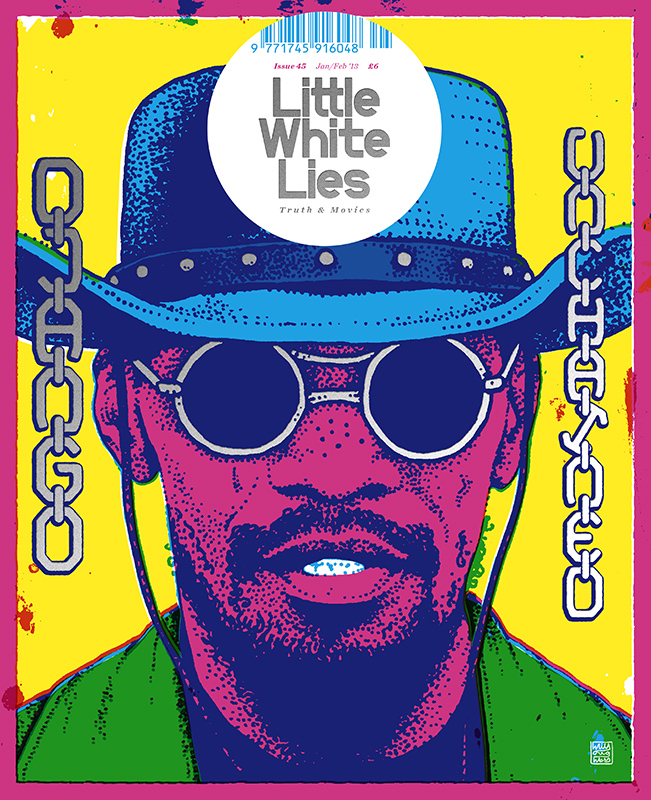 9 771745 916048
Issue 45 Jan/Feb '13 £6
Little
White
Lies
Truth & Movies
DJANGO
UNCHAINED